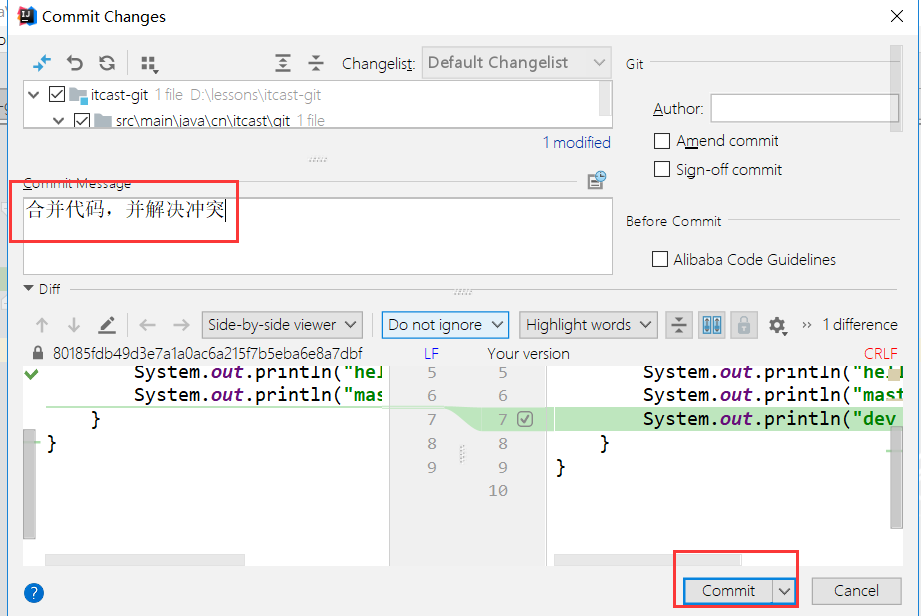 Commit Changes
Changelist: Default Changelist
itcast-git 1 file D:\lessons\itcast-git
src\main\java\cn\itcast\git 1 file
1 modified
Commit Message
合并代码，并解决冲突
Git
Author:
Amend commit
Sign-off commit
Before Commit
Alibaba Code Guidelines
Diff
Side-by-side viewer Do not ignore Highlight words 1 difference
80185fdb49d3e7a1a0ac6a215f7b5eba6e8a7dbf LF Your version CRLF
System.out.println("hel 5 5 System.out.println("hell
System.out.println("mas 6 6 System.out.println("mast
} 7 7 System.out.println("dev
} 8 8 }
9 9 }
10
? Commit Cancel